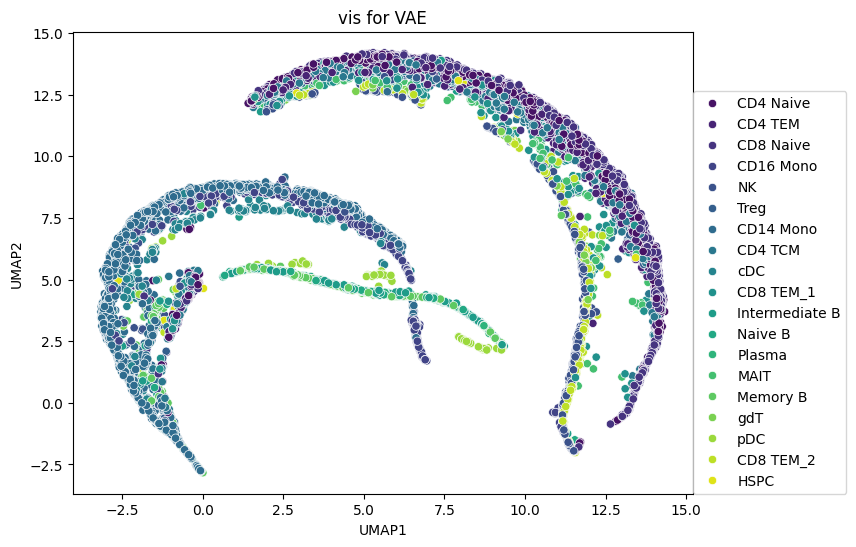 vis for VAE
15.0
12.5
10.0
7.5
5.0
2.5
0.0
−2.5
UMAP2
−2.5
0.0
2.5
5.0
7.5
10.0
12.5
15.0
UMAP1
CD4 Naive
CD4 TEM
CD8 Naive
CD16 Mono
NK
Treg
CD14 Mono
CD4 TCM
cDC
CD8 TEM_1
Intermediate B
Naive B
Plasma
MAIT
Memory B
gdT
pDC
CD8 TEM_2
HSPC